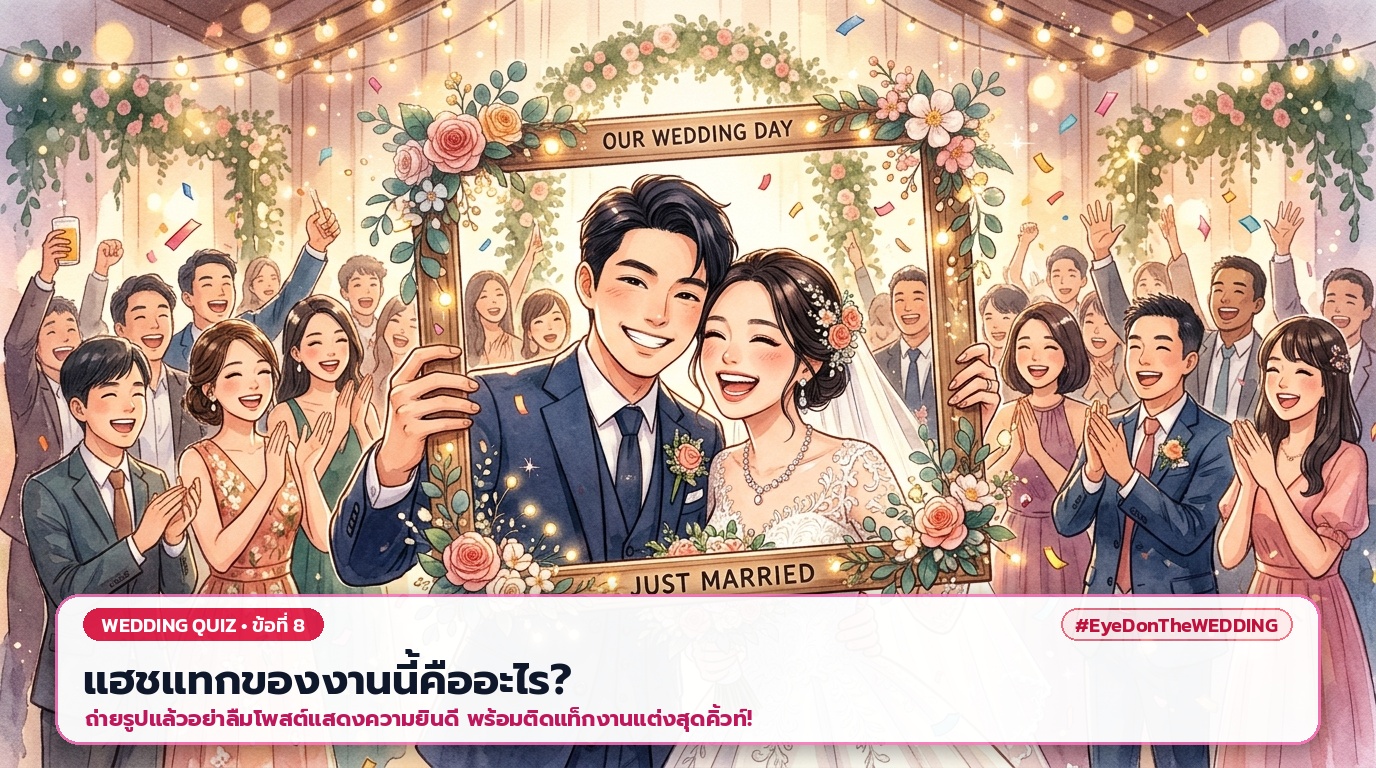 OUR WEDDING DAY
JUST MARRIED
WEDDING QUIZ • ข้อที่ 8
#EyeDonTheWEDDING
แฮชแทกของงานนี้คืออะไร?
ถ่ายรูปแล้วอย่าลืมโพสต์แสดงความยินดี พร้อมติดแท็กงานแต่งสุดคิ้วท์!